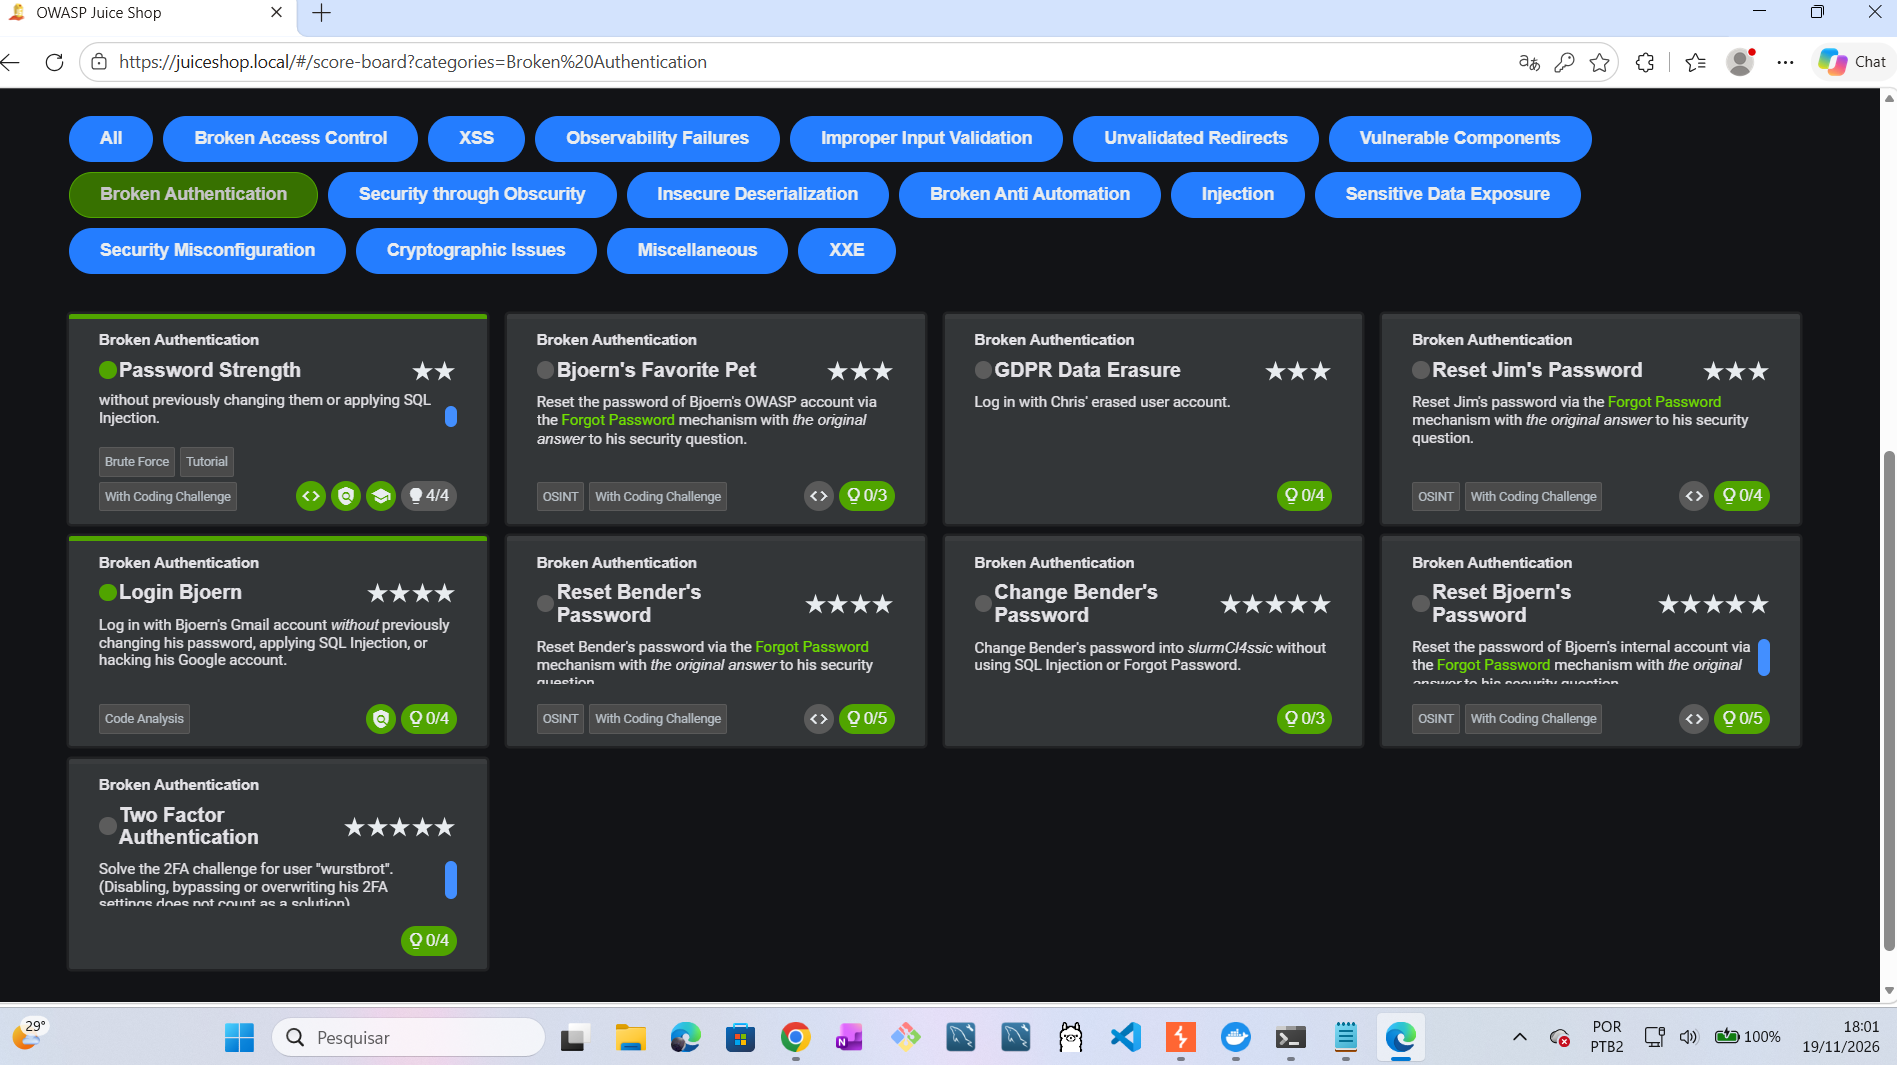 OWASP Juice Shop
https://juiceshop.local/#/score-board?categories=Broken%20Authentication
Chat
All
Broken Access Control
XSS
Observability Failures
Improper Input Validation
Unvalidated Redirects
Vulnerable Components
Broken Authentication
Security through Obscurity
Insecure Deserialization
Broken Anti Automation
Injection
Sensitive Data Exposure
Security Misconfiguration
Cryptographic Issues
Miscellaneous
XXE
Broken Authentication
Password Strength
without previously changing them or applying SQL
Injection.
Brute Force
Tutorial
With Coding Challenge
4/4
Broken Authentication
Bjoern's Favorite Pet
Reset the password of Bjoern's OWASP account via
the Forgot Password mechanism with the original
answer to his security question.
OSINT
With Coding Challenge
0/3
Broken Authentication
GDPR Data Erasure
Log in with Chris' erased user account.
0/4
Broken Authentication
Reset Jim's Password
Reset Jim's password via the Forgot Password
mechanism with the original answer to his security
question.
OSINT
With Coding Challenge
0/4
Broken Authentication
Login Bjoern
Log in with Bjoern's Gmail account without previously
changing his password, applying SQL Injection, or
hacking his Google account.
Code Analysis
0/4
Broken Authentication
Reset Bender's
Password
Reset Bender's password via the Forgot Password
mechanism with the original answer to his security
question
OSINT
With Coding Challenge
0/5
Broken Authentication
Change Bender's
Password
Change Bender's password into slurmCl4ssic without
using SQL Injection or Forgot Password.
0/3
Broken Authentication
Reset Bjoern's
Password
Reset the password of Bjoern's internal account via
the Forgot Password mechanism with the original
answer to his security question
OSINT
With Coding Challenge
0/5
Broken Authentication
Two Factor
Authentication
Solve the 2FA challenge for user "wurstbrot".
(Disabling, bypassing or overwriting his 2FA
settings does not count as a solution)
0/4
29°
Pesquisar
POR
PTB2
100%
18:01
19/11/2026